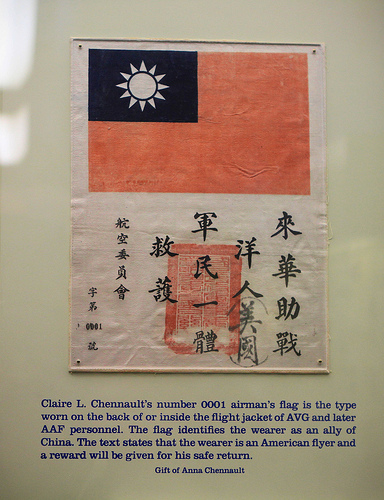 來華助戰
洋人美國
軍民一體
救護
航空委員會
字第 0001 號
Claire L. Chennault's number 0001 airman's flag is the type
worn on the back of or inside the flight jacket of AVG and later
AAF personnel. The flag identifies the wearer as an ally of
China. The text states that the wearer is an American flyer and
a reward will be given for his safe return.
Gift of Anna Chennault